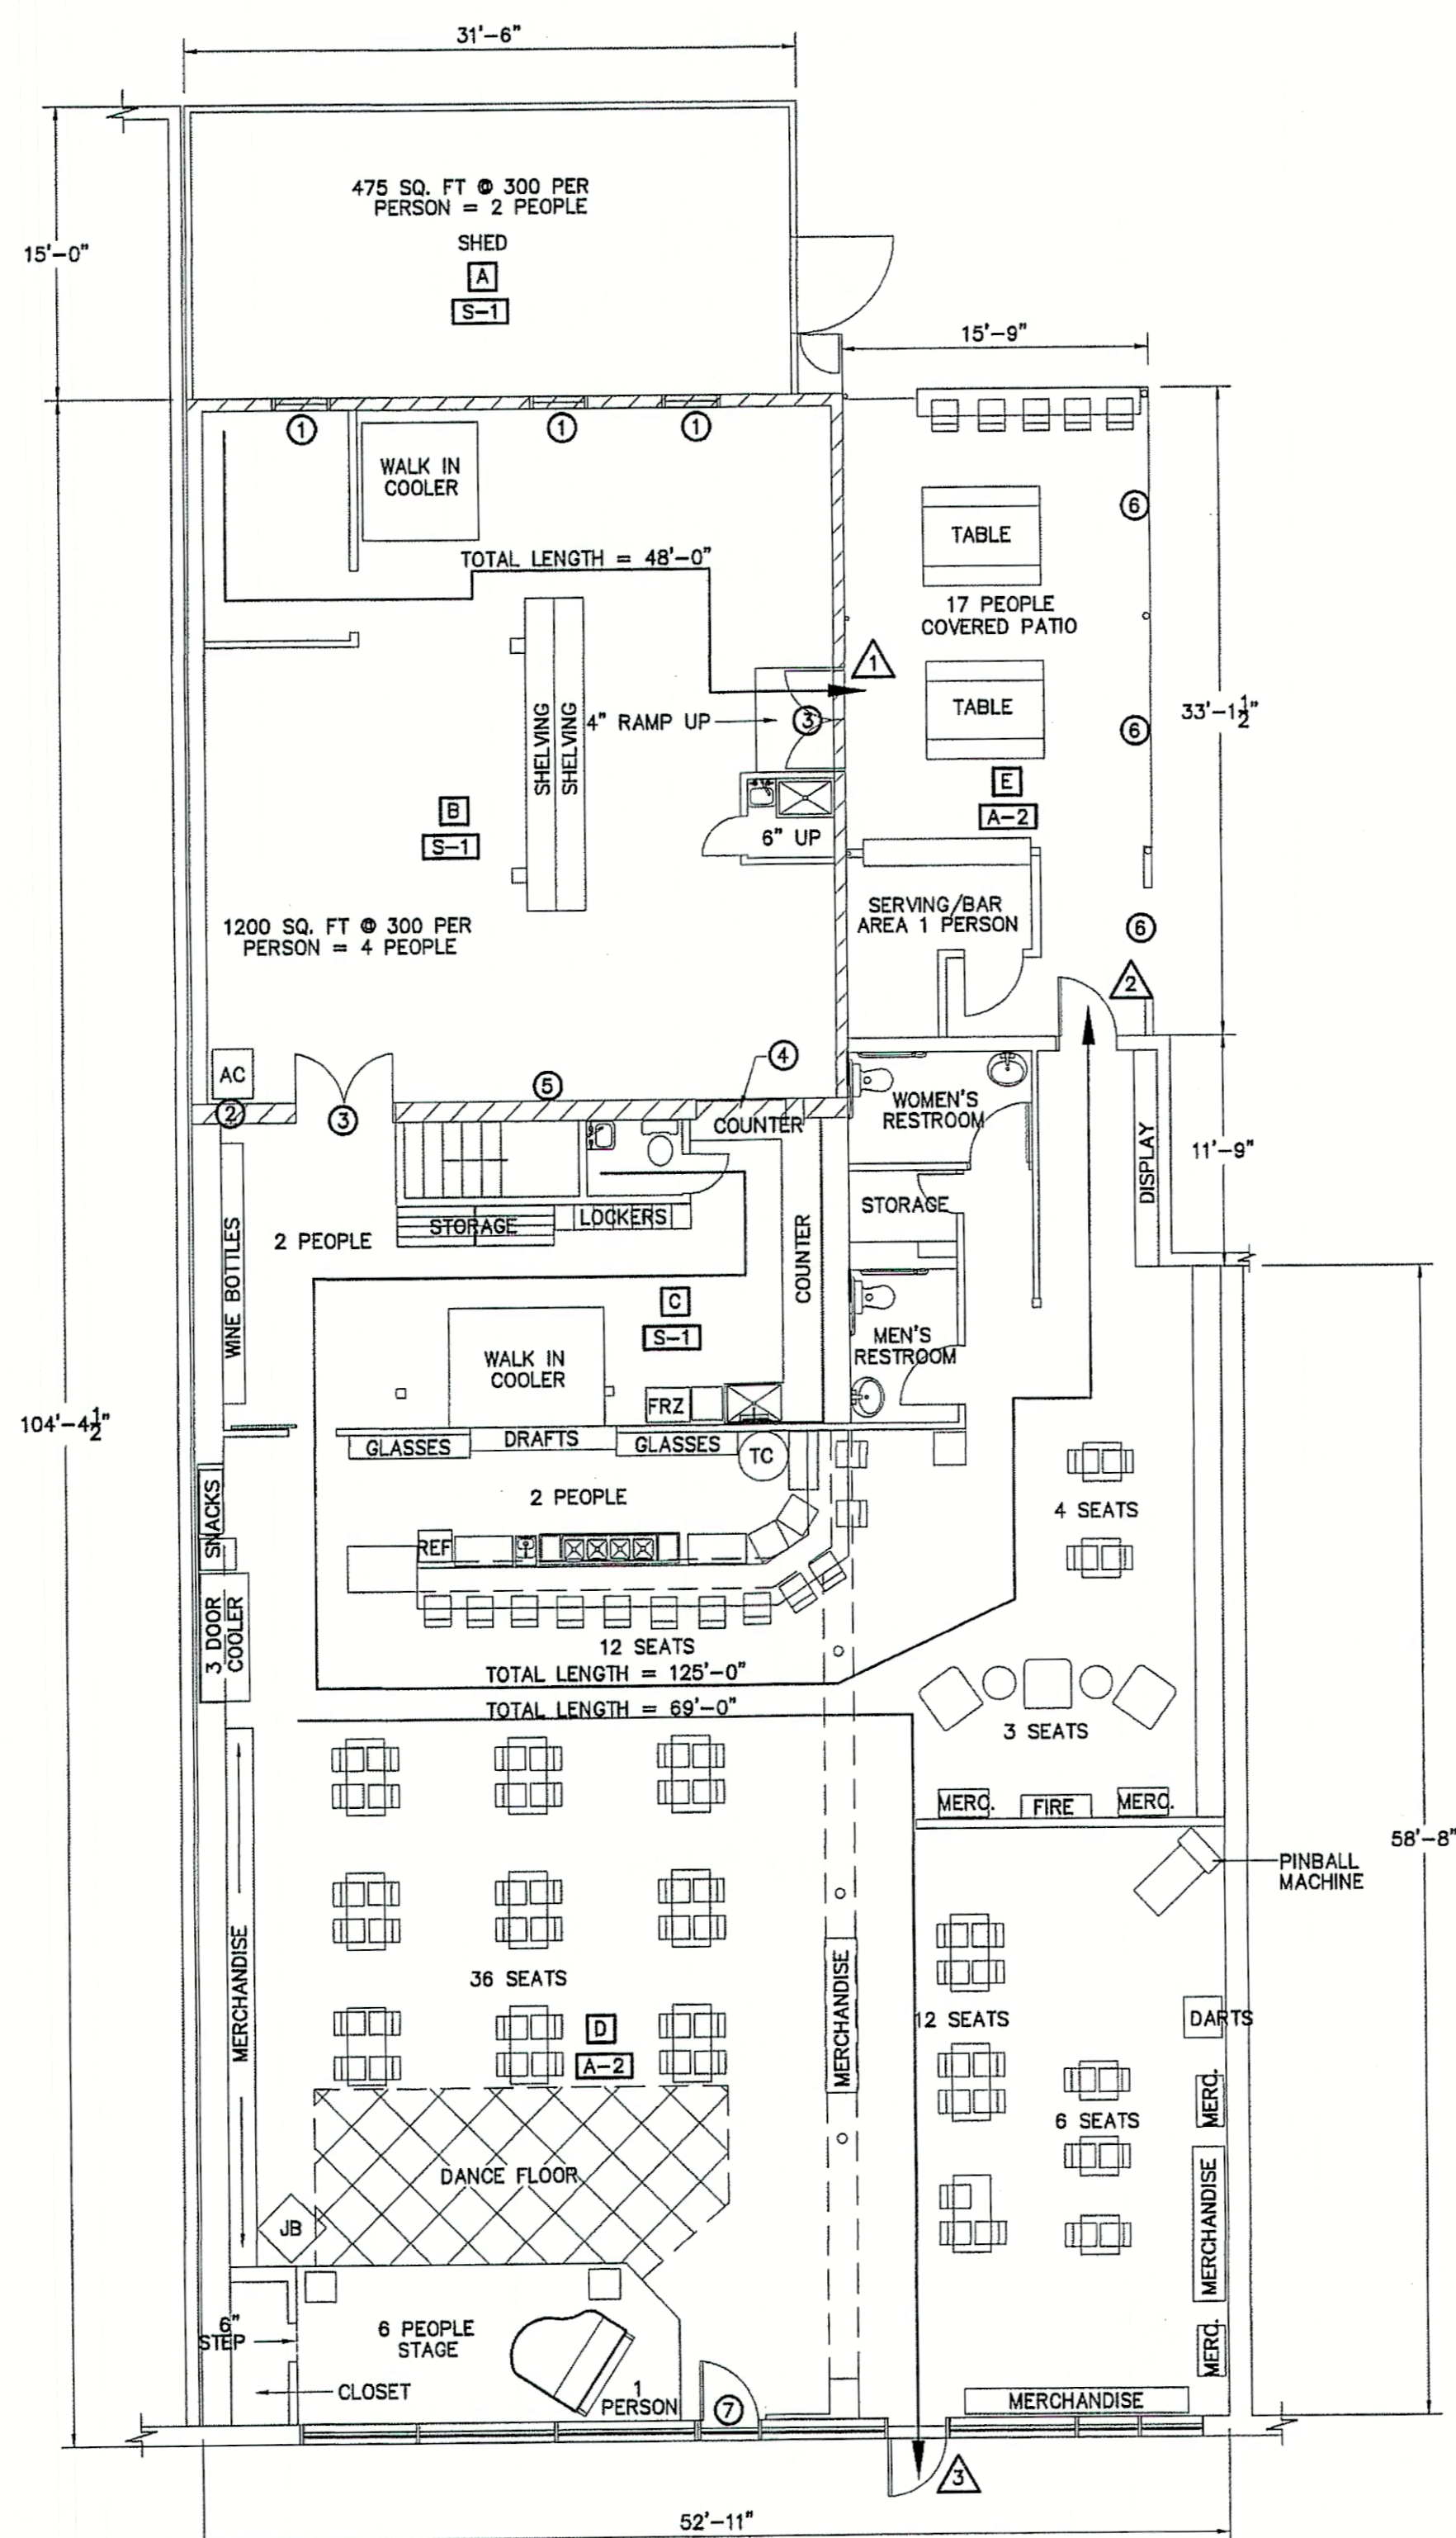 31'-6"
475 SQ. FT @ 300 PER
PERSON = 2 PEOPLE
15'-0"
SHED
A
S-1
15'-9"
1
1
1
WALK IN
COOLER
6
TABLE
TOTAL LENGTH = 48'-0"
17 PEOPLE
COVERED PATIO
1
SHELVING
SHELVING
4" RAMP UP
3
TABLE
6
33'-1 1/2"
E
A-2
B
S-1
6" UP
SERVING/BAR
AREA 1 PERSON
6
1200 SQ. FT @ 300 PER
PERSON = 4 PEOPLE
2
4
AC
5
2
3
COUNTER
WOMEN'S
RESTROOM
DISPLAY
11'-9"
STORAGE
LOCKERS
STORAGE
2 PEOPLE
WINE BOTTLES
COUNTER
C
S-1
MEN'S
RESTROOM
WALK IN
COOLER
FRZ
104'-4 1/2"
GLASSES
DRAFTS
GLASSES
TC
SNACKS
2 PEOPLE
4 SEATS
REF
3 DOOR
COOLER
12 SEATS
TOTAL LENGTH = 125'-0"
TOTAL LENGTH = 69'-0"
3 SEATS
MERC.
FIRE
MERC.
58'-8"
PINBALL
MACHINE
MERCHANDISE
36 SEATS
MERCHANDISE
12 SEATS
DARTS
D
A-2
MERC.
6 SEATS
DANCE FLOOR
MERCHANDISE
JB
6"
STEP
6 PEOPLE
STAGE
MERC.
CLOSET
1
PERSON
7
MERCHANDISE
3
52'-11"